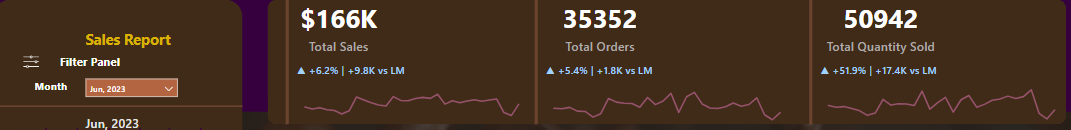 Sales Report
Filter Panel
Month
Jun, 2023
Jun, 2023
$166K
Total Sales
+6.2% | +9.8K vs LM
35352
Total Orders
+5.4% | +1.8K vs LM
50942
Total Quantity Sold
+51.9% | +17.4K vs LM